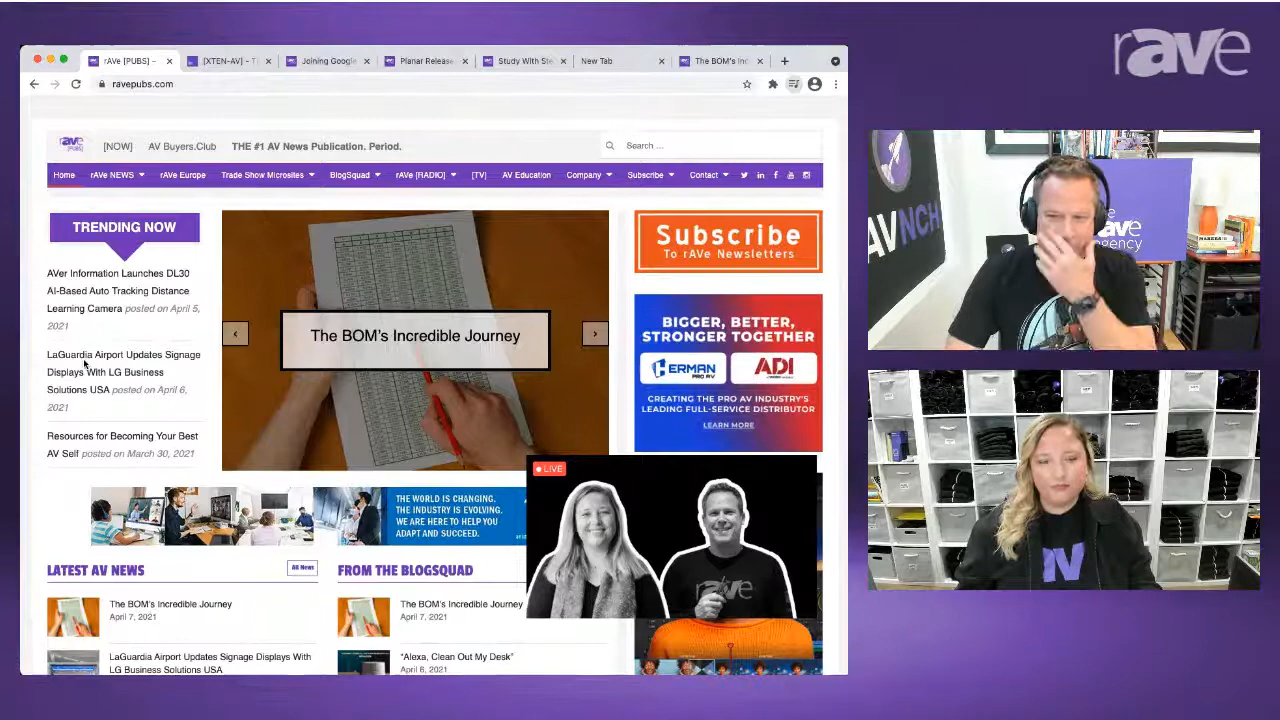 rAVe
rAVe [PUBS] –
[XTEN-AV] - T
Joining Google
Planar Release
Study With Ste
New Tab
The BOM's Inc
ravepubs.com
rAVe
[PUBS]
[NOW]
AV Buyers.Club
THE #1 AV News Publication. Period.
Search ...
Home
rAVe NEWS
rAVe Europe
Trade Show Microsites
BlogSquad
rAVe [RADIO]
[TV]
AV Education
Company
Subscribe
Contact
TRENDING NOW
AVer Information Launches DL30
AI-Based Auto Tracking Distance
Learning Camera posted on April 5,
2021
LaGuardia Airport Updates Signage
Displays With LG Business
Solutions USA posted on April 6,
2021
Resources for Becoming Your Best
AV Self posted on March 30, 2021
The BOM's Incredible Journey
Subscribe
To rAVe Newsletters
BIGGER, BETTER,
STRONGER TOGETHER
HERMAN
PRO AV
ADI
CREATING THE PRO AV INDUSTRY'S
LEADING FULL-SERVICE DISTRIBUTOR
LEARN MORE
LIVE
rave
THE WORLD IS CHANGING.
THE INDUSTRY IS EVOLVING.
WE ARE HERE TO HELP YOU
ADAPT AND SUCCEED.
LATEST AV NEWS
All News
The BOM's Incredible Journey
April 7, 2021
LaGuardia Airport Updates Signage Displays With LG
Business Solutions USA
FROM THE BLOGSQUAD
The BOM's Incredible Journey
April 7, 2021
"Alexa, Clean Out My Desk"
April 6, 2021
AVNCH
ave
gency
rV